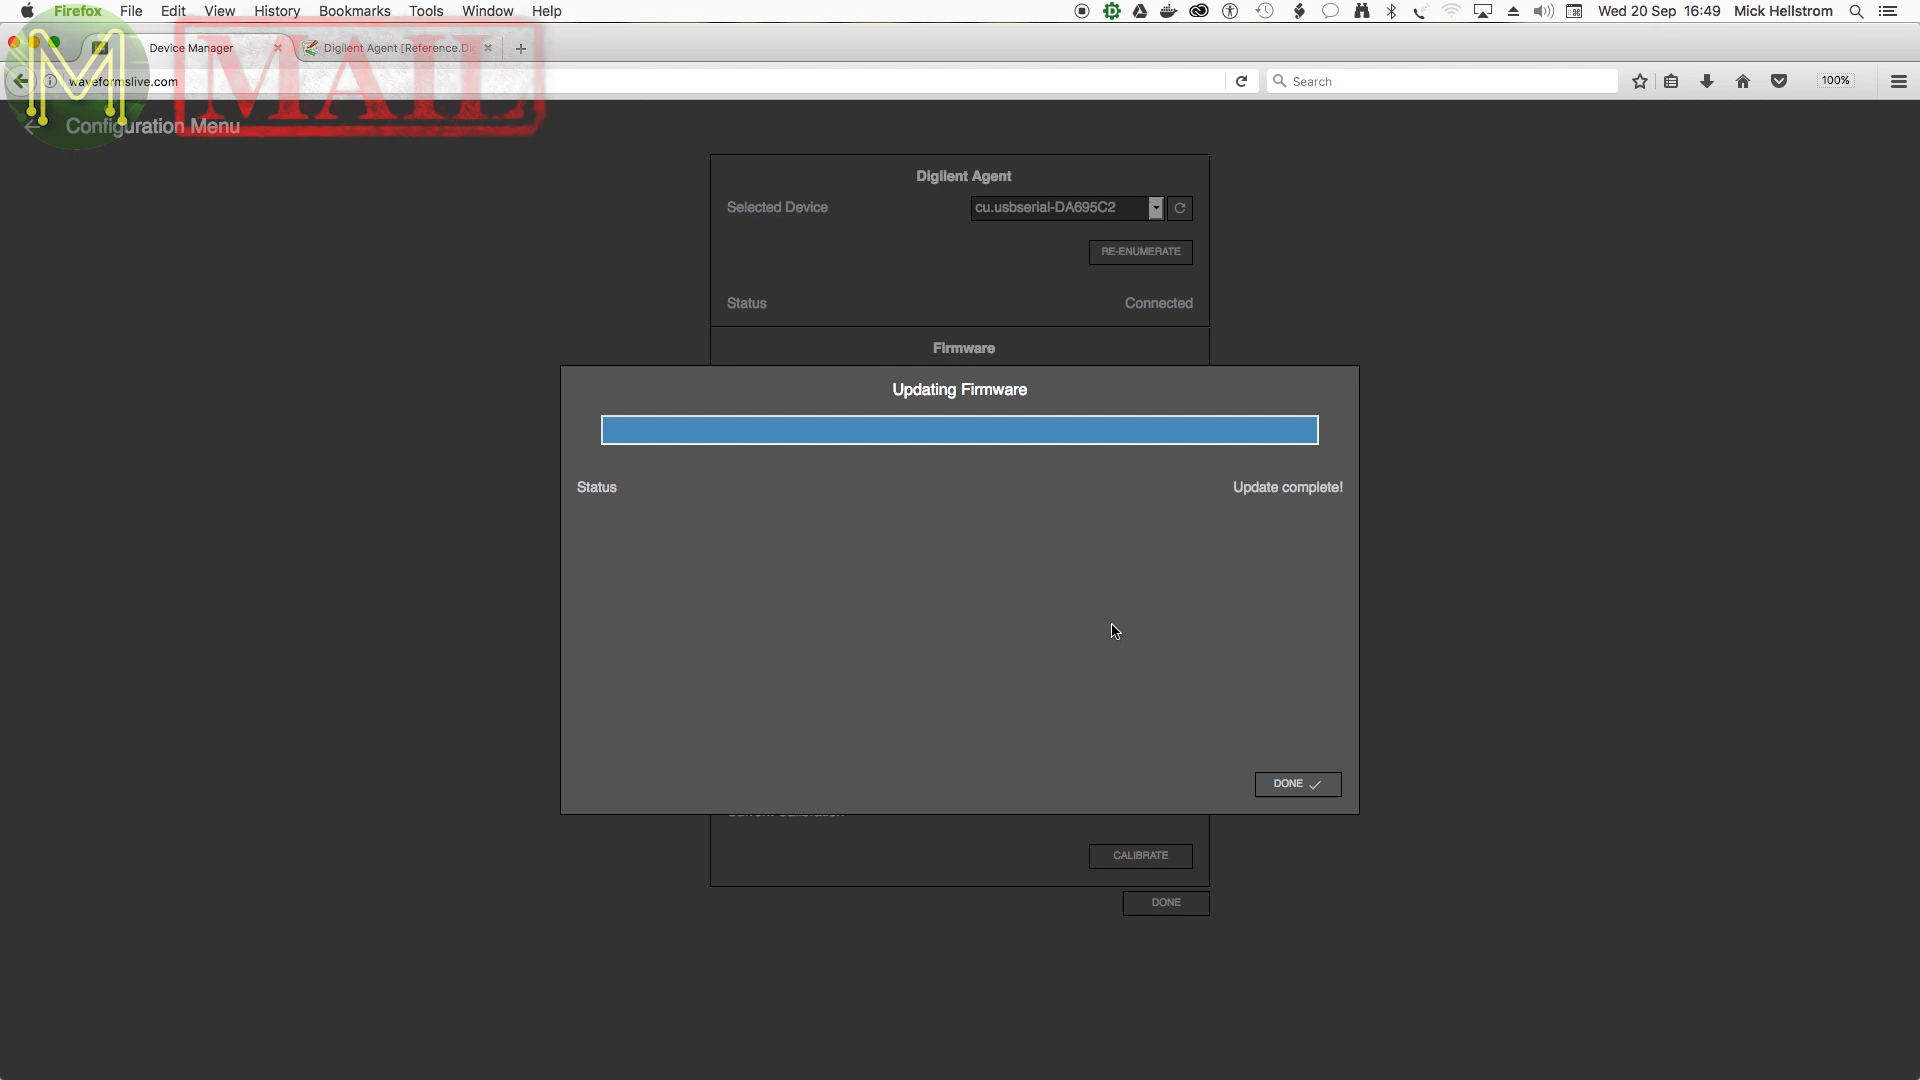 Firefox File Edit View History Bookmarks Tools Window Help
Wed 20 Sep 16:49 Mick Hellstrom
Device Manager
Digilent Agent [Reference.Di
MAIL
waveformslive.com
Search
100%
Configuration Menu
Digilent Agent
Selected Device
cu.usbserial-DA695C2
RE-ENUMERATE
Status
Connected
Firmware
Updating Firmware
Status
Update complete!
DONE
CALIBRATE
DONE